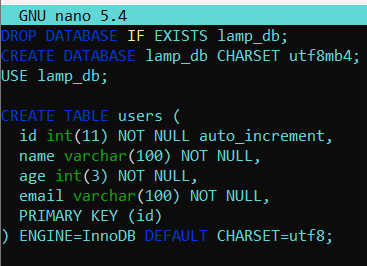 GNU nano 5.4
DROP DATABASE IF EXISTS lamp_db;
CREATE DATABASE lamp_db CHARSET utf8mb4;
USE lamp_db;
CREATE TABLE users (
id int(11) NOT NULL auto_increment,
name varchar(100) NOT NULL,
age int(3) NOT NULL,
email varchar(100) NOT NULL,
PRIMARY KEY (id)
) ENGINE=InnoDB DEFAULT CHARSET=utf8;